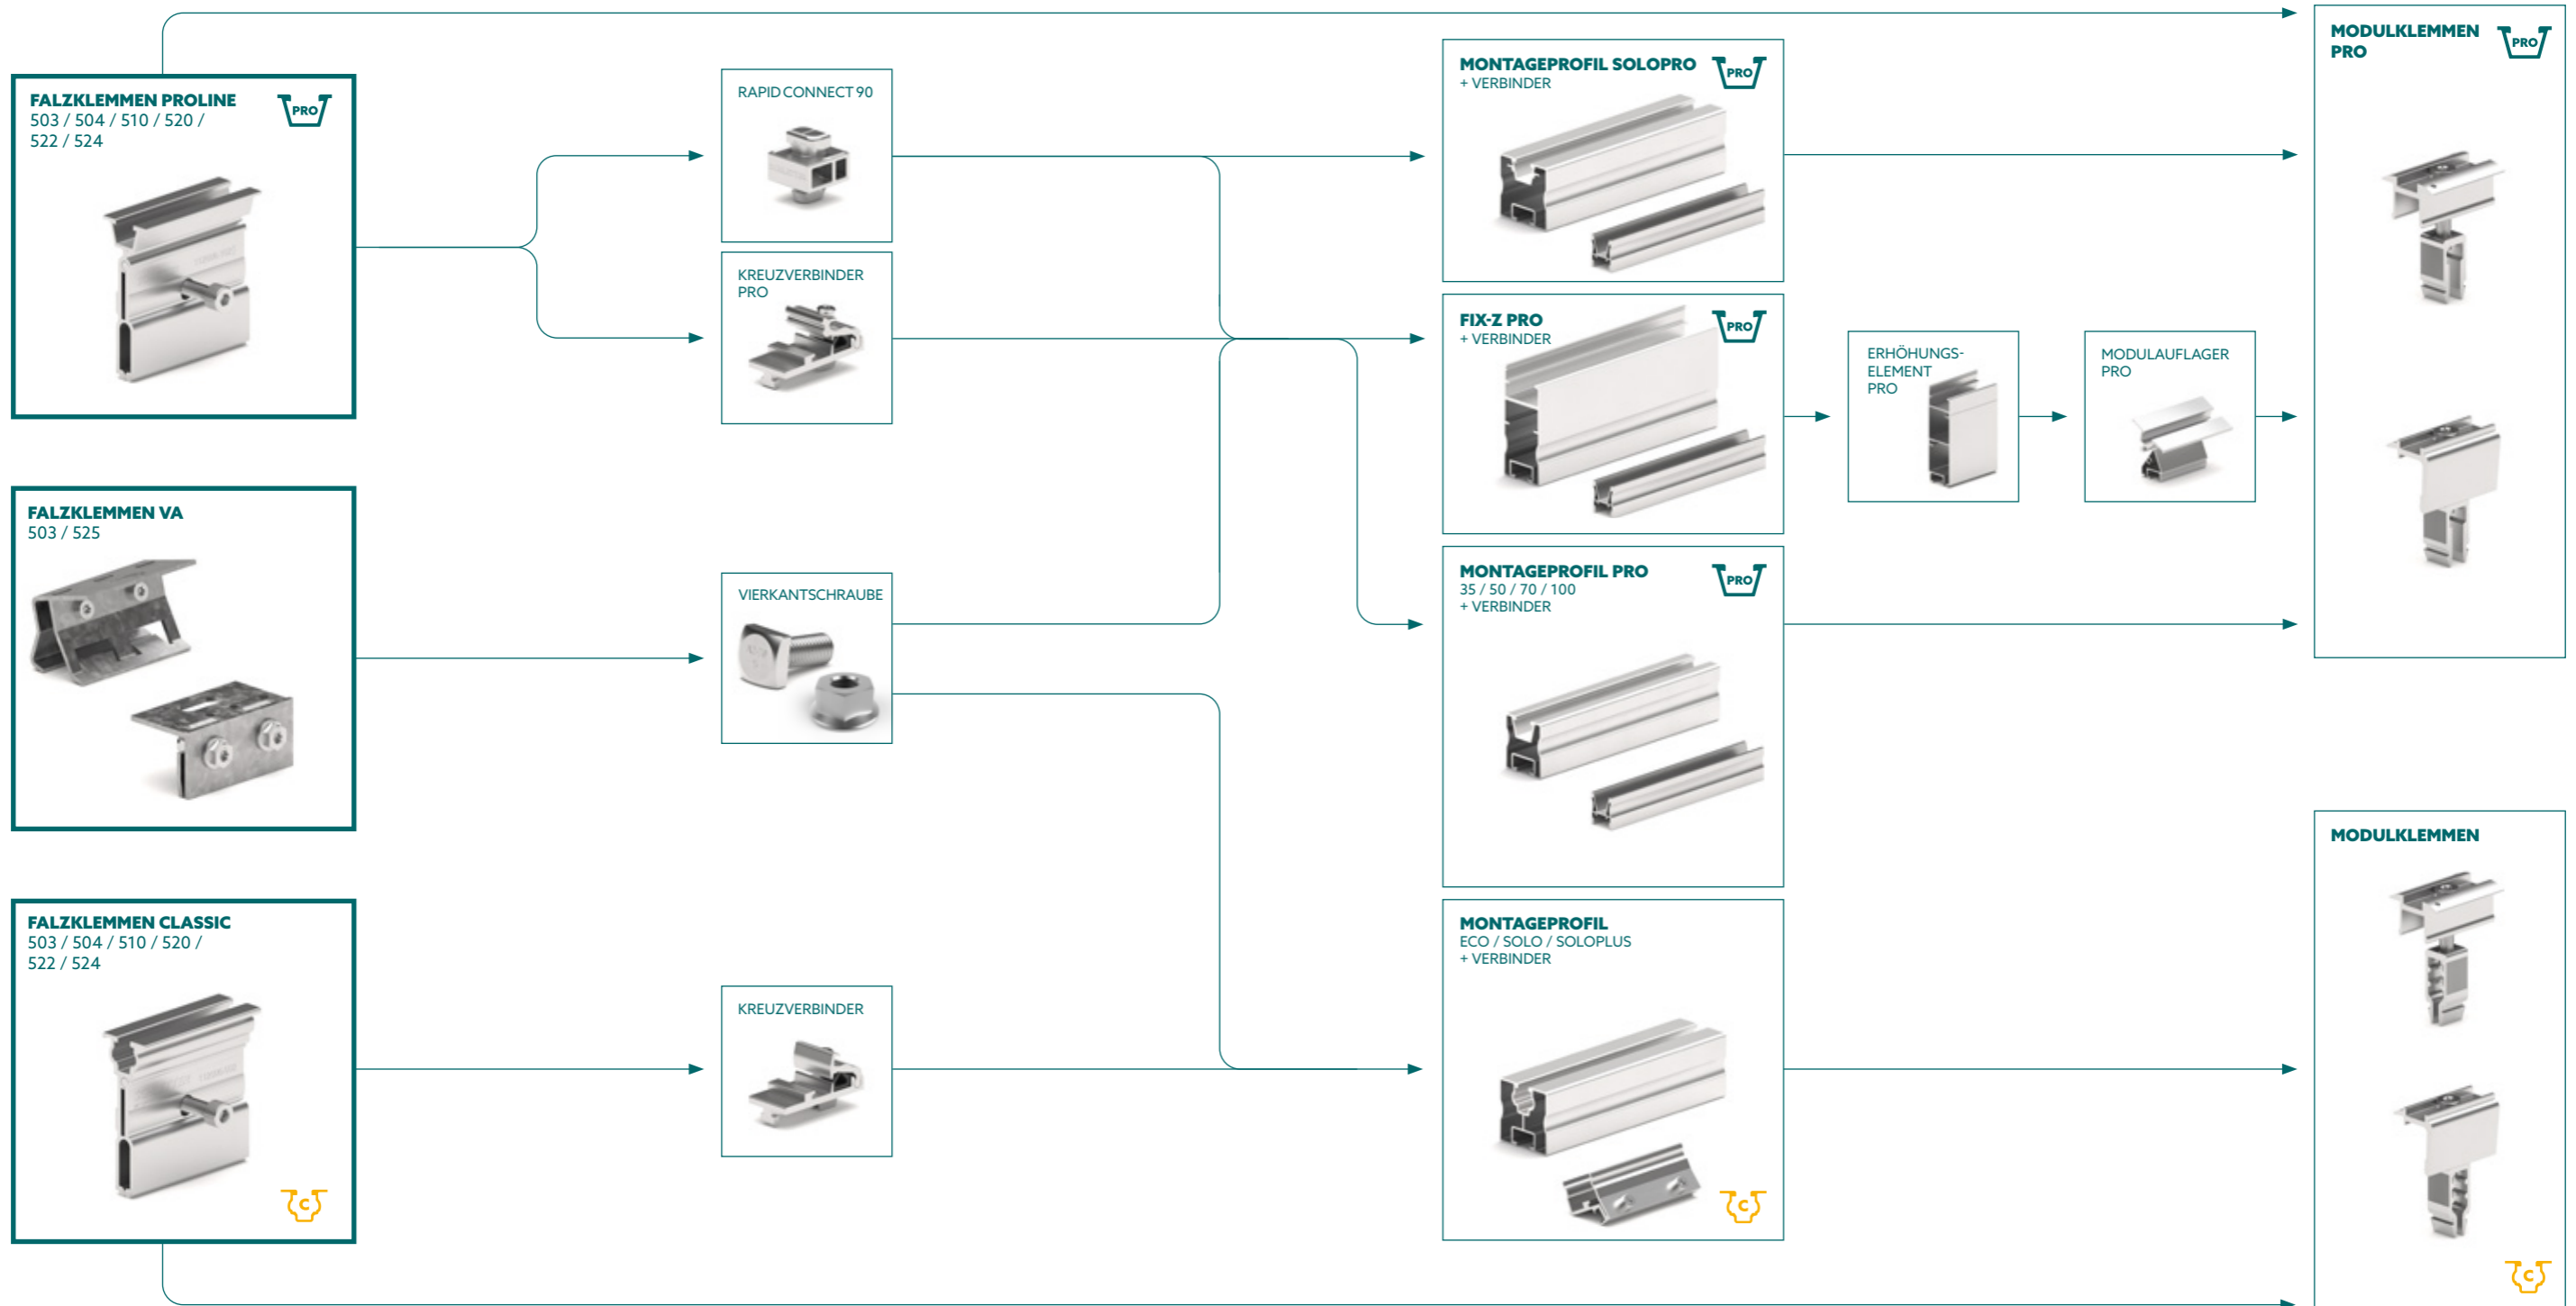 FALZKLEMMEN PROLINE
503 / 504 / 510 / 520 /
522 / 524
PRO
FALZKLEMMEN VA
503 / 525
FALZKLEMMEN CLASSIC
503 / 504 / 510 / 520 /
522 / 524
C
RAPID CONNECT 90
KREUZVERBINDER
PRO
VIERKANTSCHRAUBE
KREUZVERBINDER
MONTAGEPROFIL SOLOPRO
+ VERBINDER
PRO
FIX-Z PRO
+ VERBINDER
PRO
MONTAGEPROFIL PRO
35 / 50 / 70 / 100
+ VERBINDER
PRO
MONTAGEPROFIL
ECO / SOLO / SOLOPLUS
+ VERBINDER
C
ERHÖHUNGS-
ELEMENT
PRO
MODULAUFLAGER
PRO
MODULKLEMMEN
PRO
PRO
MODULKLEMMEN
C